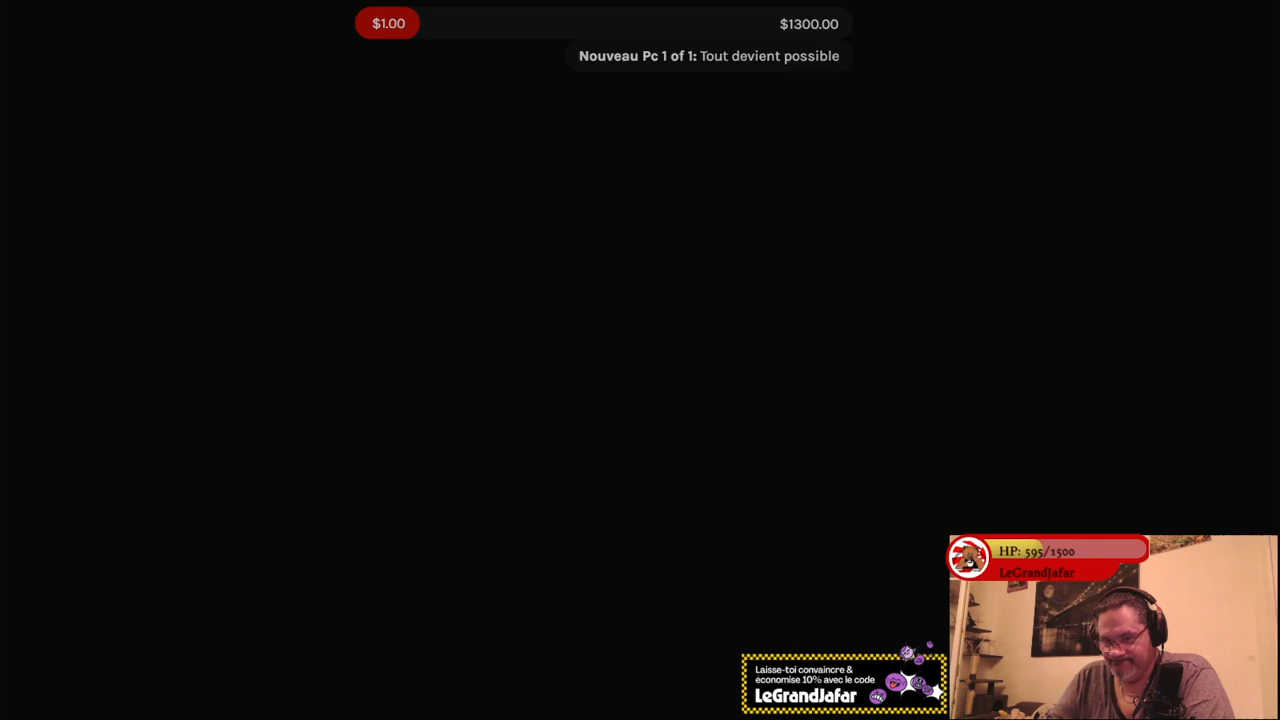 $1.00
$1300.00
Nouveau Pc 1 of 1: Tout devient possible
HP: 595/1500
LeGrandJafar
Laisse-toi convaincre &
économise 10% avec le code
LeGrandJafar